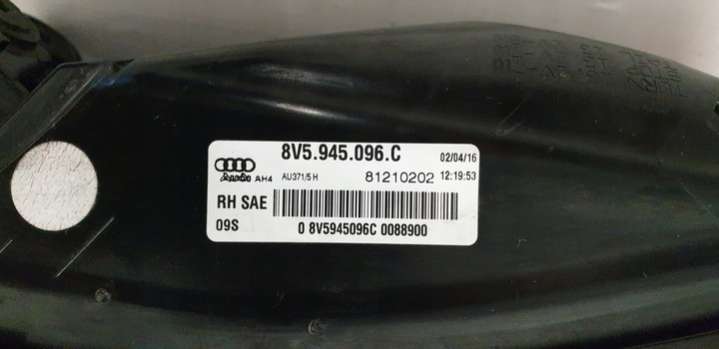 8V5.945.096.C
02/04/16
AH4 AU371/5 H 81210202 12:19:53
RH SAE
09S 0 8V5945096C 0088900